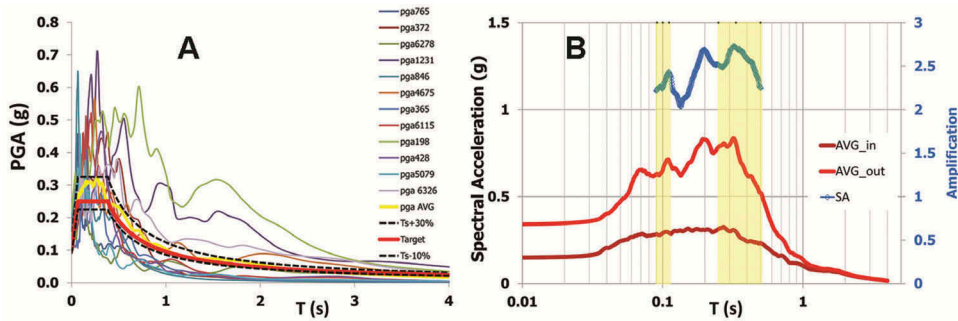 A
PGA (g)
0.8
0.7
0.6
0.5
0.4
0.3
0.2
0.1
0.0
0
1
2
3
4
T (s)
pga765
pga372
pga6278
pga1231
pga846
pga4675
pga365
pga6115
pga198
pga428
pga5079
pga 6326
pga AVG
Ts+30%
Target
Ts-10%
B
Spectral Acceleration (g)
1.5
1
0.5
0
0.01
0.1
1
T (s)
3
2.5
2
1.5
1
0.5
0
Amplification
AVG_in
AVG_out
SA